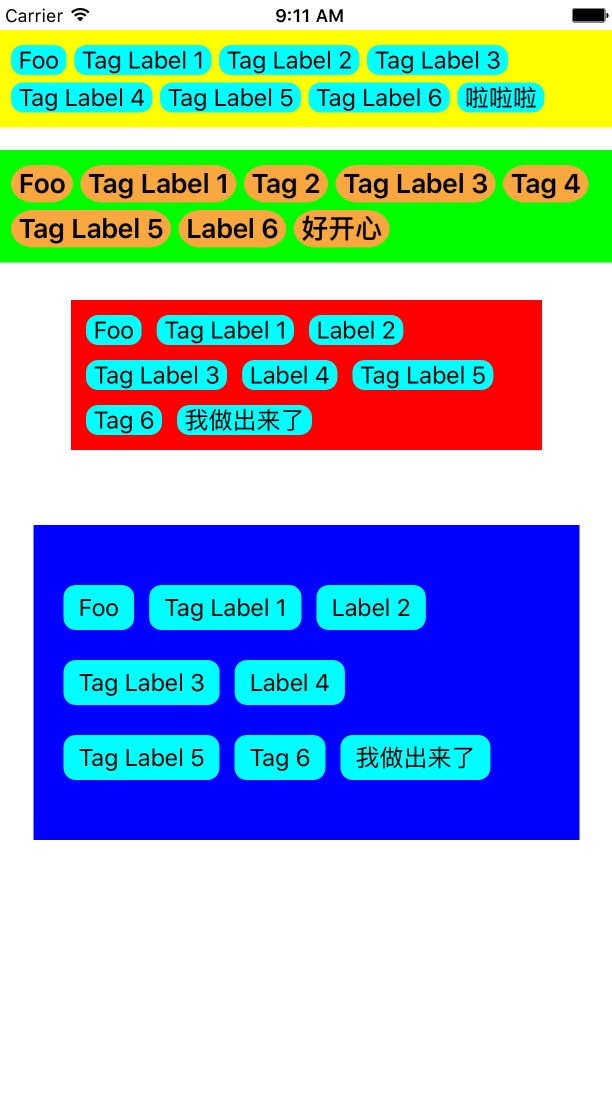 Carrier 9:11 AM
Foo Tag Label 1 Tag Label 2 Tag Label 3
Tag Label 4 Tag Label 5 Tag Label 6 啦啦啦
Foo Tag Label 1 Tag 2 Tag Label 3 Tag 4
Tag Label 5 Label 6 好开心
Foo Tag Label 1 Label 2
Tag Label 3 Label 4 Tag Label 5
Tag 6 我做出来了
Foo Tag Label 1 Label 2
Tag Label 3 Label 4
Tag Label 5 Tag 6 我做出来了